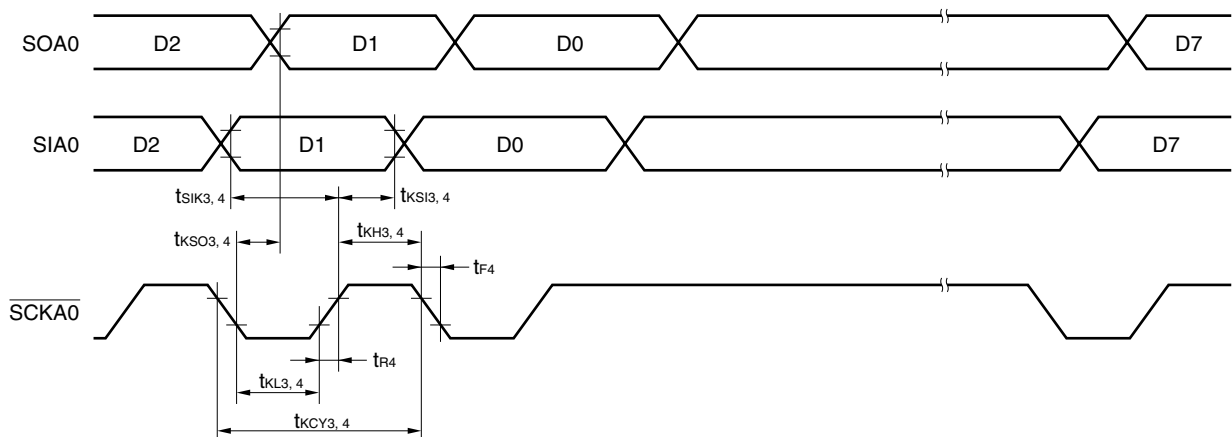 SOA0 D2 D1 D0 D7
SIA0 D2 D1 D0 D7
tSIK3, 4 tKSI3, 4
tKSO3, 4 tKH3, 4
tF4
SCKA0
tR4
tKL3, 4
tKCY3, 4